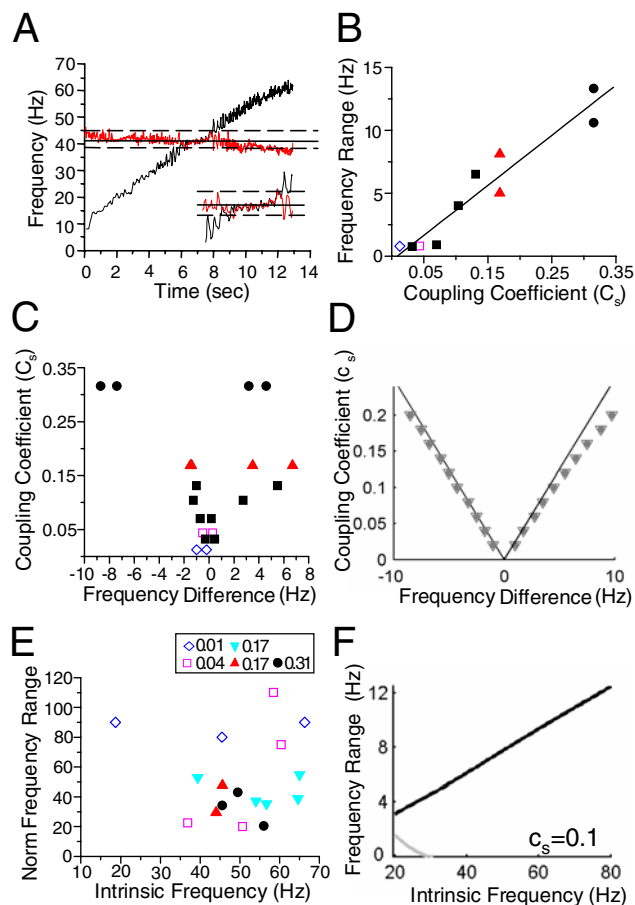 A
Frequency (Hz)
70
60
50
40
30
20
10
0
0 2 4 6 8 10 12 14
Time (sec)
B
Frequency Range (Hz)
15
10
5
0
0.05 0.15 0.25 0.35
Coupling Coefficient (Cs)
C
Coupling Coefficient (Cs)
0.35
0.25
0.15
0.05
-10 -8 -6 -4 -2 0 2 4 6 8
Frequency Difference (Hz)
D
Coupling Coefficient (cs)
0.2
0.15
0.1
0.05
0
-10 0 10
Frequency Difference (Hz)
E
0.01 0.17
0.04 0.17 0.31
Norm Frequency Range
120
100
80
60
40
20
0
10 20 30 40 50 60 70
Intrinsic Frequency (Hz)
F
Frequency Range (Hz)
12
8
4
0
cs=0.1
20 40 60 80
Intrinsic Frequency (Hz)